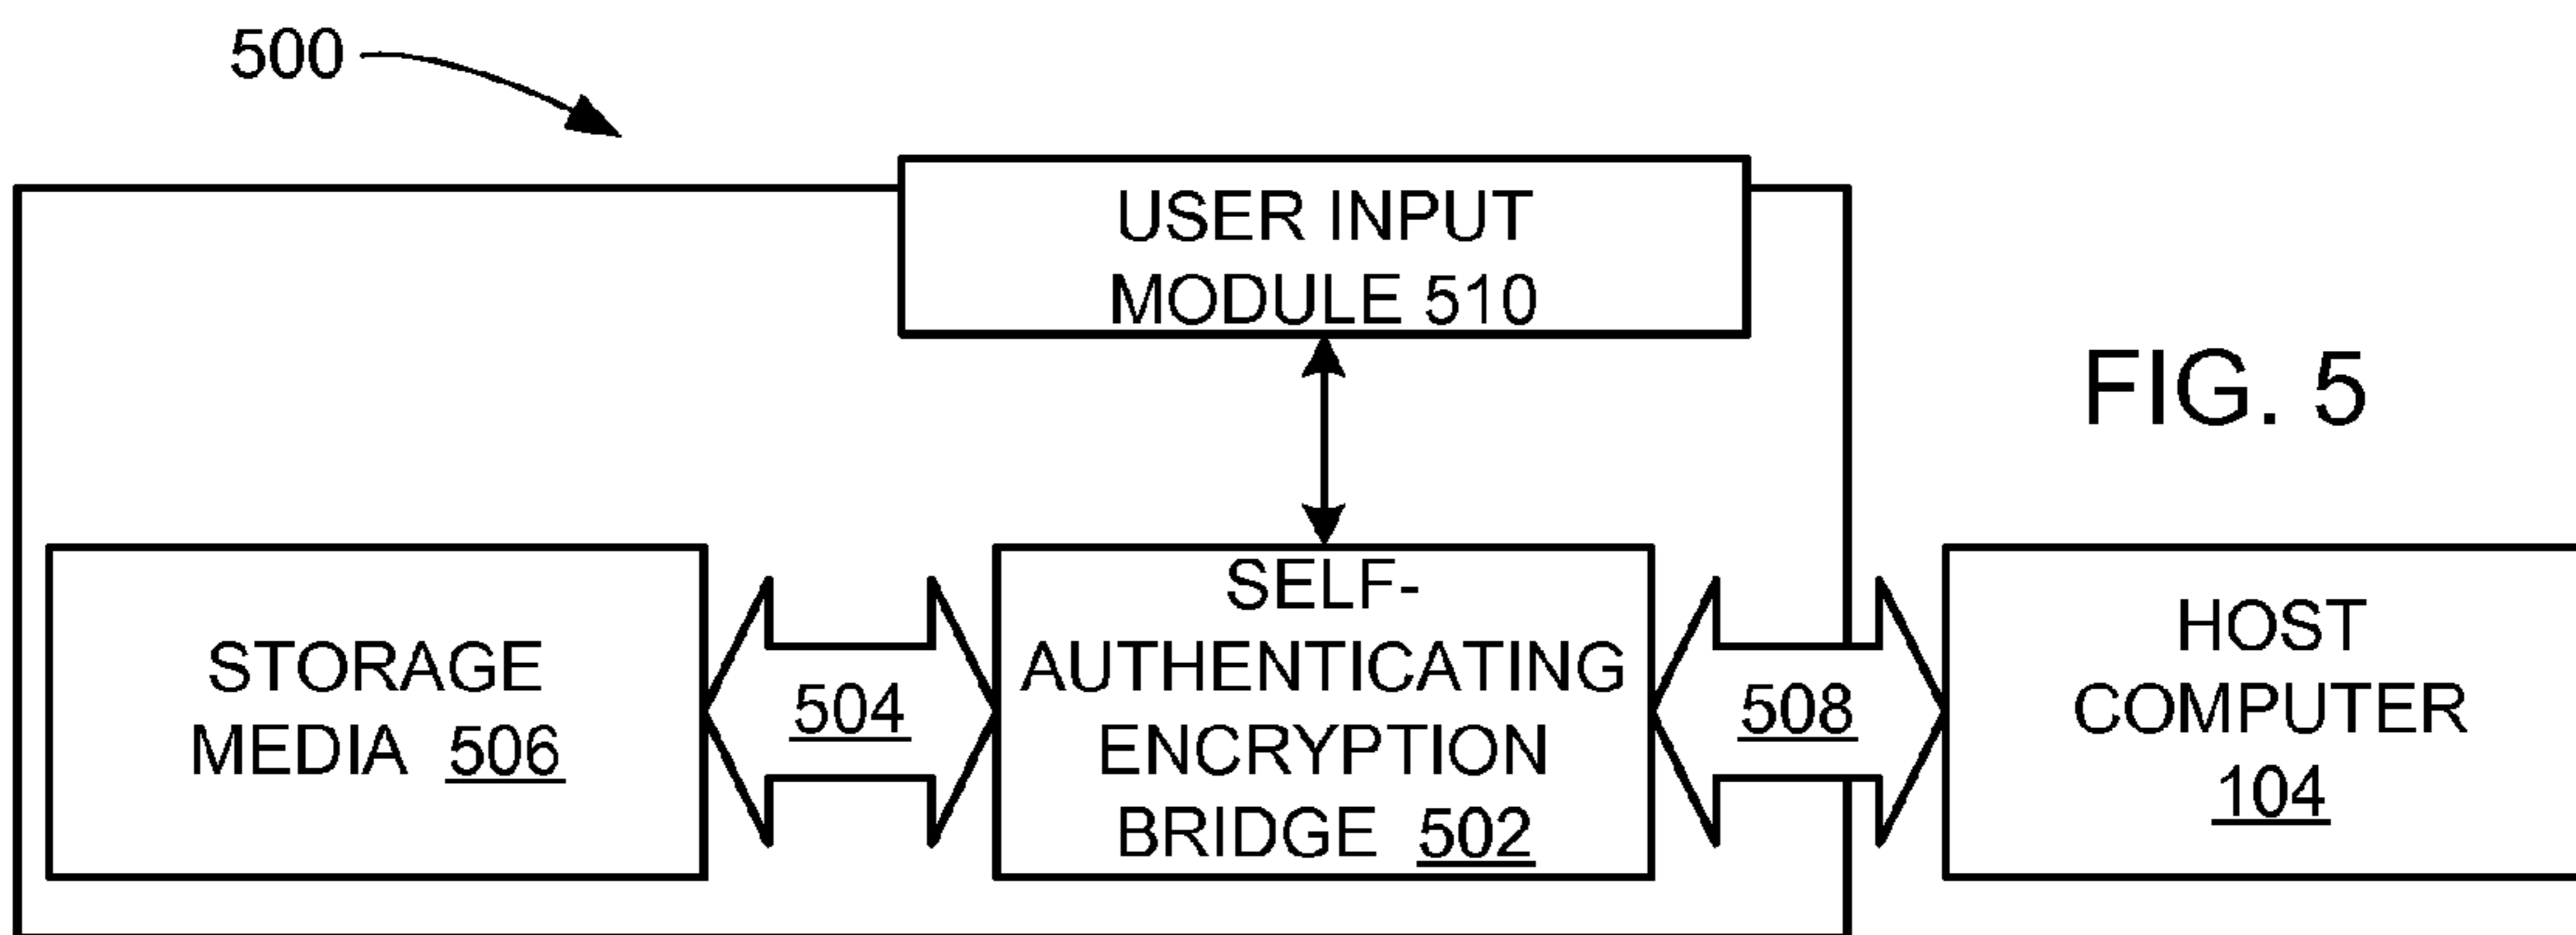 500
USER INPUT
MODULE 510
FIG. 5
STORAGE
MEDIA 506
504
SELF-
AUTHENTICATING
ENCRYPTION
BRIDGE 502
508
HOST
COMPUTER
104